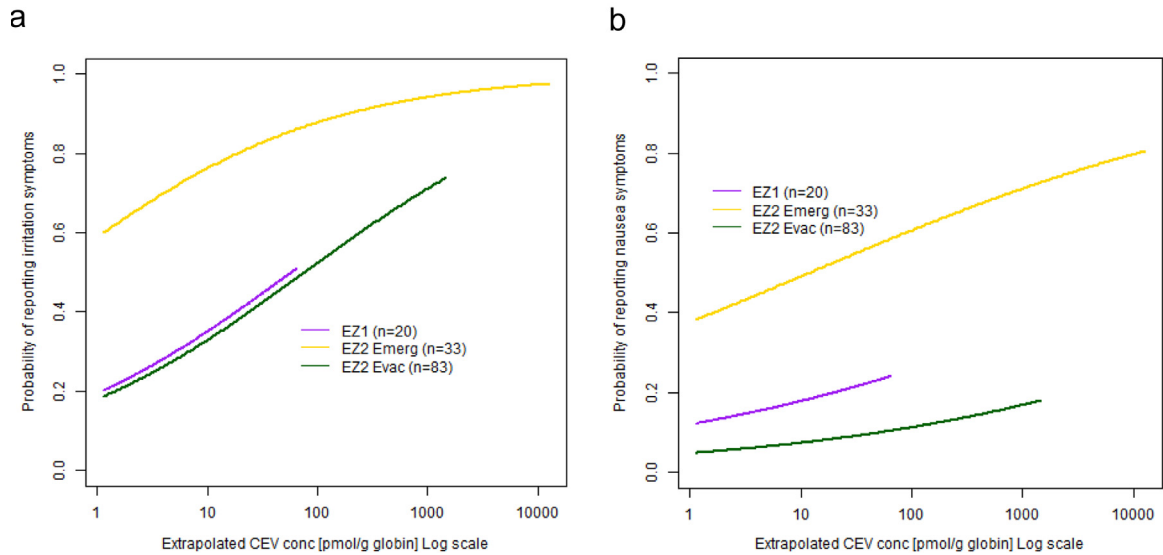 a
Probability of reporting irritation symptoms
1.0
0.8
0.6
0.4
0.2
0.0
EZ1 (n=20)
EZ2 Emerg (n=33)
EZ2 Evac (n=83)
1 10 100 1000 10000
Extrapolated CEV conc [pmol/g globin] Log scale
b
Probability of reporting nausea symptoms
1.0
0.8
0.6
0.4
0.2
0.0
EZ1 (n=20)
EZ2 Emerg (n=33)
EZ2 Evac (n=83)
1 10 100 1000 10000
Extrapolated CEV conc [pmol/g globin] Log scale